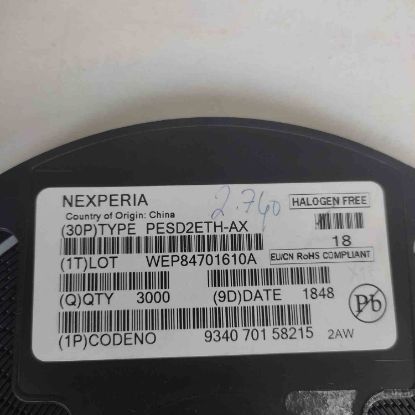 NEXPERIA
Country of Origin: China
2.740
HALOGEN FREE
(30P)TYPE PESD2ETH-AX
18
(1T)LOT WEP84701610A
EU/CN RoHS COMPLIANT
(Q)QTY 3000 (9D)DATE 1848
Pb
(1P)CODENO 9340 701 58215 2AW